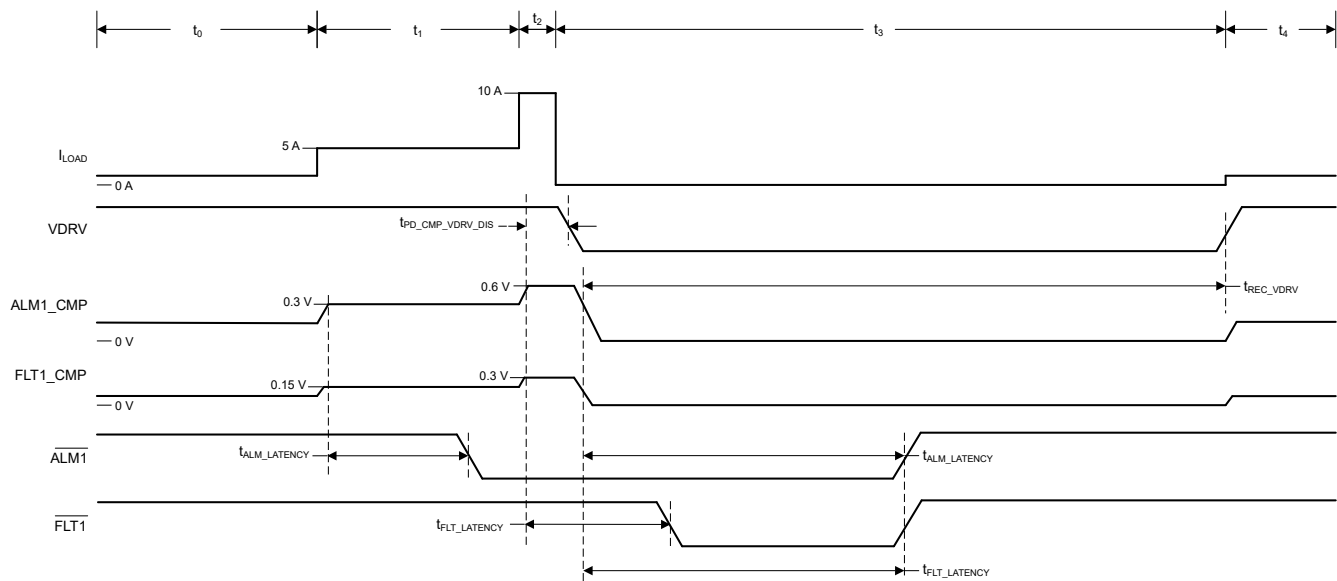 t0
t1
t2
t3
t4
10 A
5 A
ILOAD
0 A
VDRV
tPD_CMP_VDRV_DIS
0.6 V
tREC_VDRV
0.3 V
ALM1_CMP
0 V
FLT1_CMP
0.15 V
0.3 V
0 V
ALM1
tALM_LATENCY
tALM_LATENCY
FLT1
tFLT_LATENCY
tFLT_LATENCY